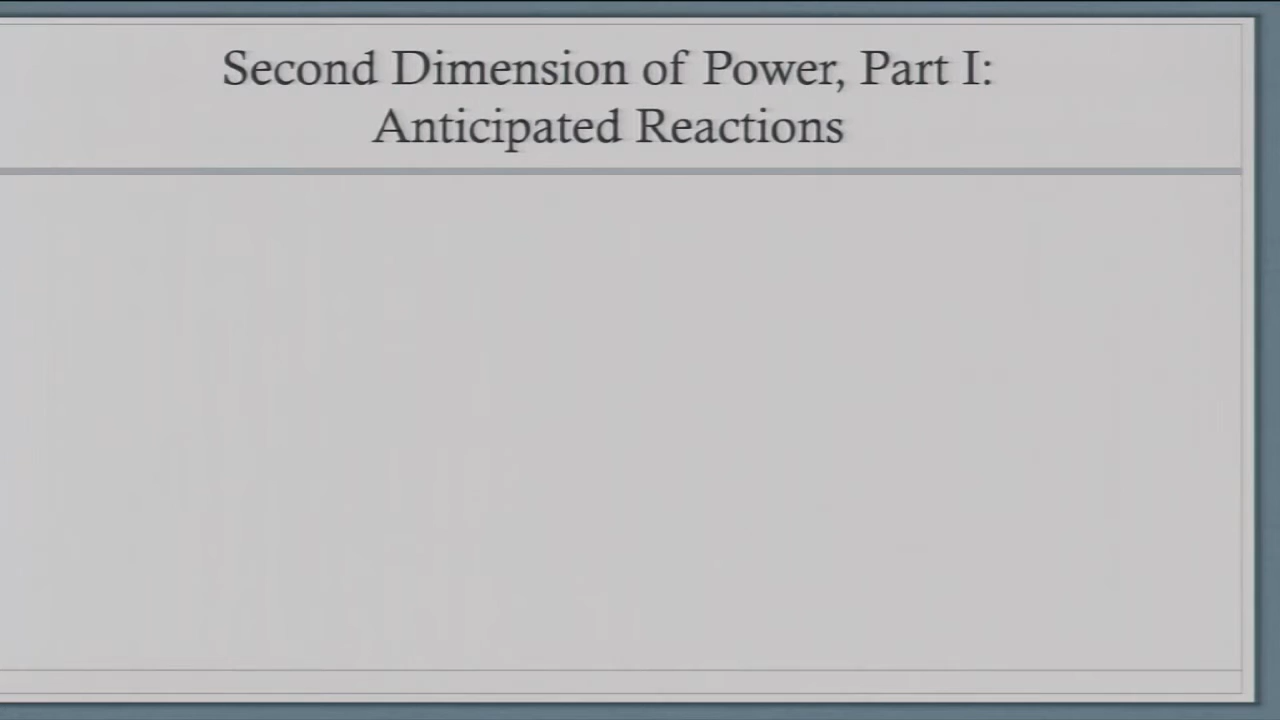 Second Dimension of Power, Part I:
Anticipated Reactions